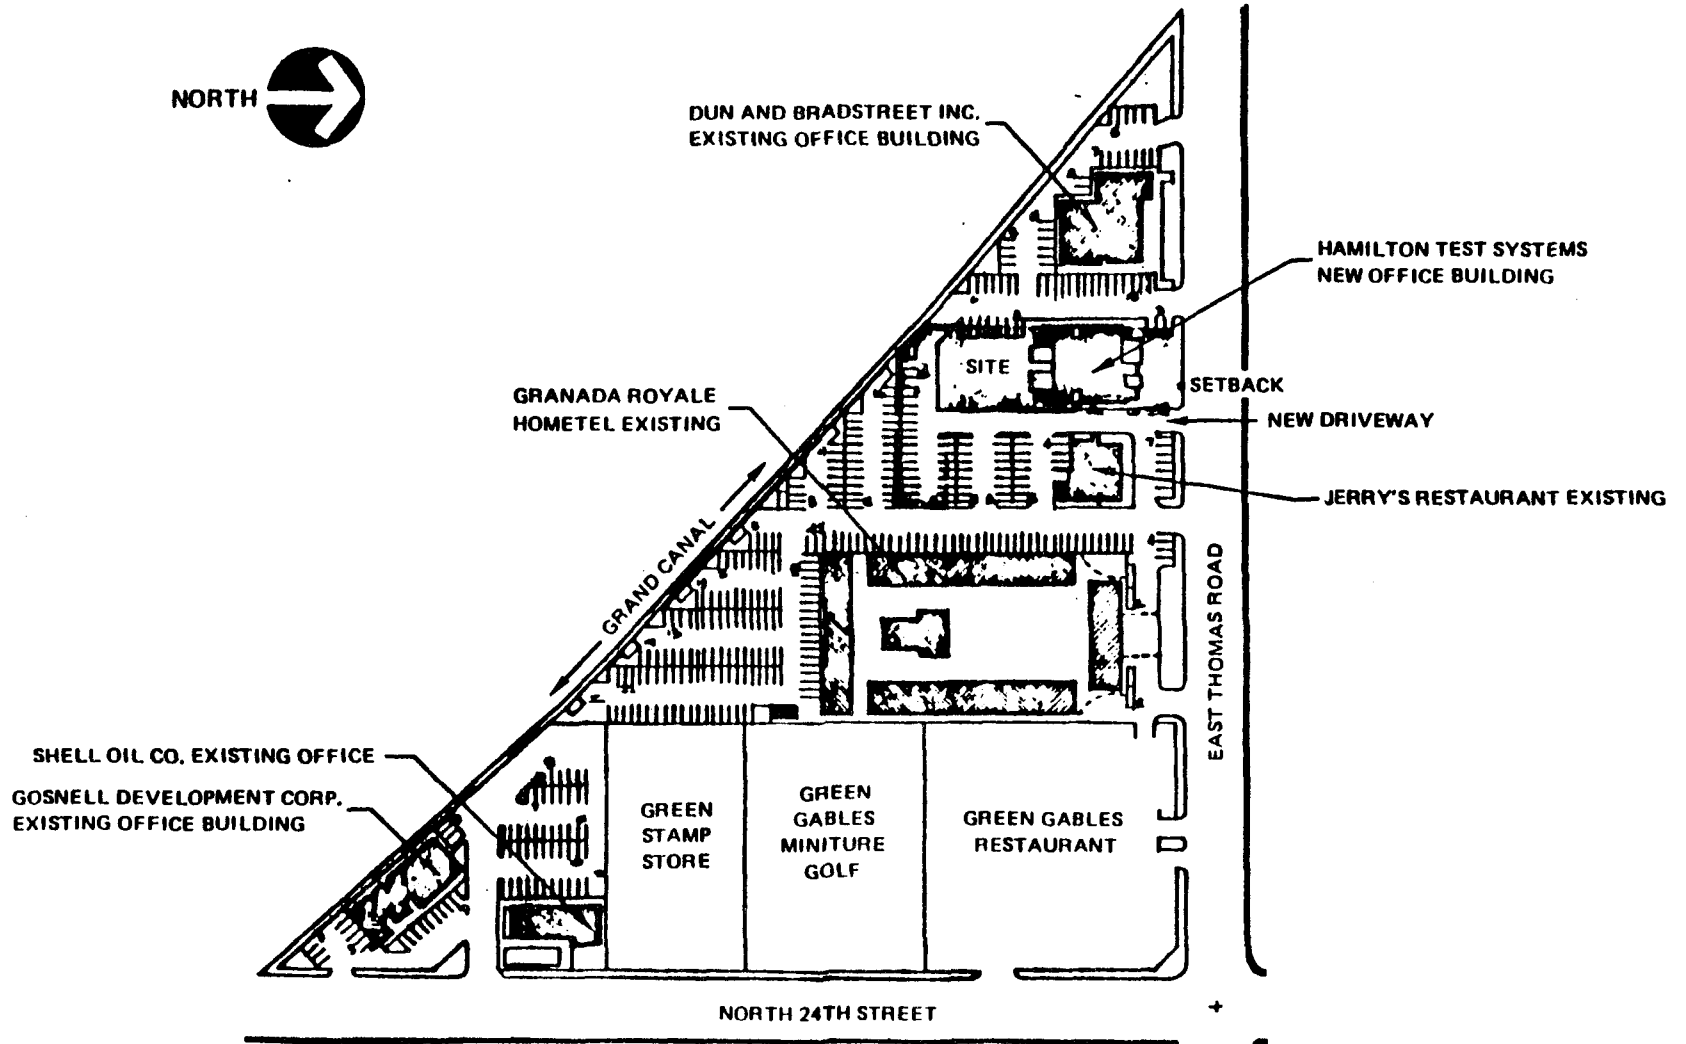 NORTH
DUN AND BRADSTREET INC.
EXISTING OFFICE BUILDING
HAMILTON TEST SYSTEMS
NEW OFFICE BUILDING
SITE
SETBACK
GRANADA ROYALE
HOMETEL EXISTING
NEW DRIVEWAY
JERRY'S RESTAURANT EXISTING
GRAND CANAL
EAST THOMAS ROAD
SHELL OIL CO. EXISTING OFFICE
GOSNELL DEVELOPMENT CORP.
EXISTING OFFICE BUILDING
GREEN
STAMP
STORE
GREEN
GABLES
MINITURE
GOLF
GREEN GABLES
RESTAURANT
NORTH 24TH STREET